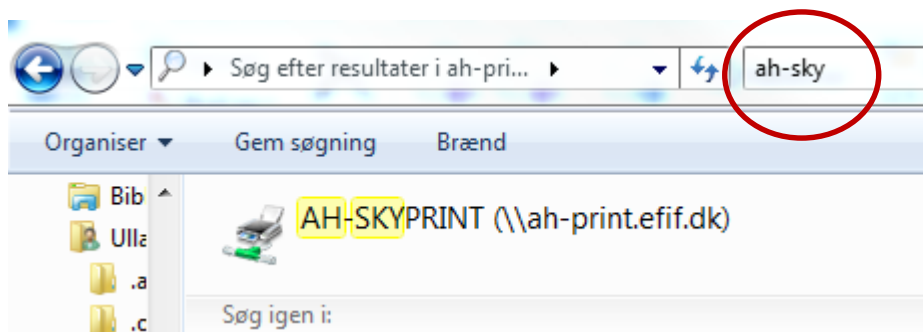 Søg efter resultater i ah-pri...
ah-sky
Organiser Gem søgning Brænd
Bib
AH-SKYPRINT (\\ah-print.efif.dk)
Ulla
.a
.c
Søg igen i: